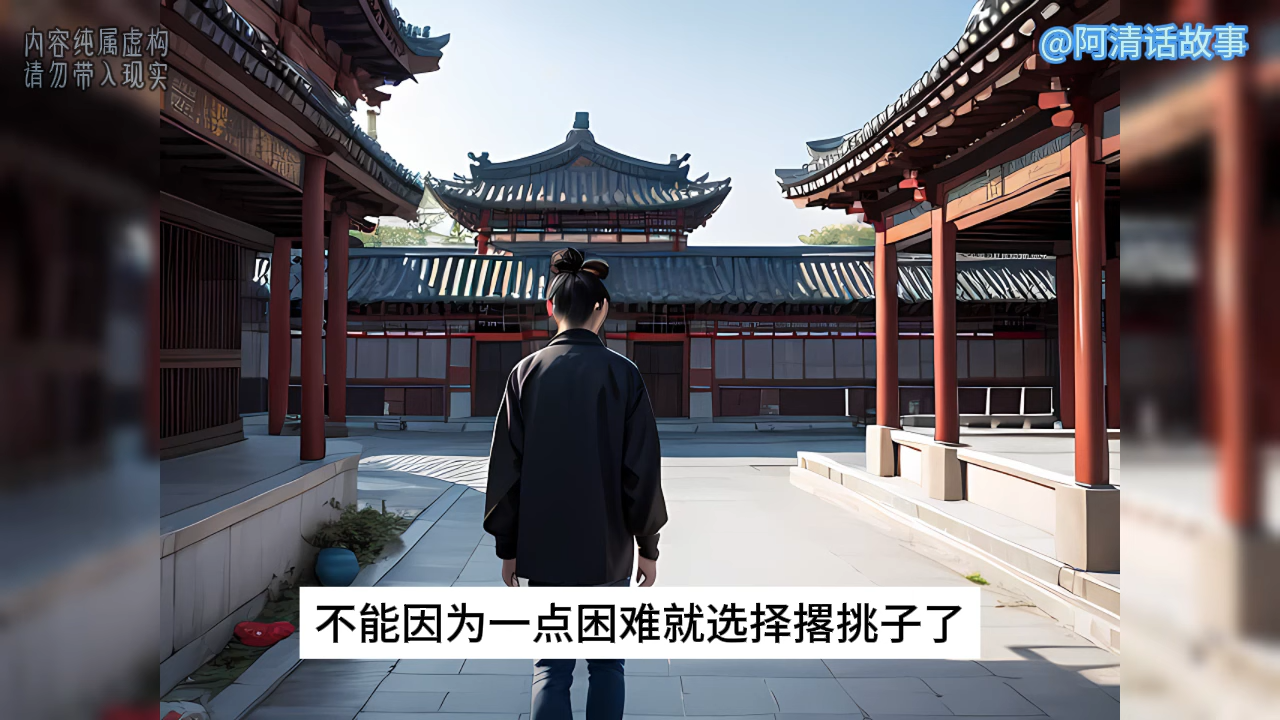 内容纯属虚构
请勿带入现实
@阿清话故事
不能因为一点困难就选择撂挑子了